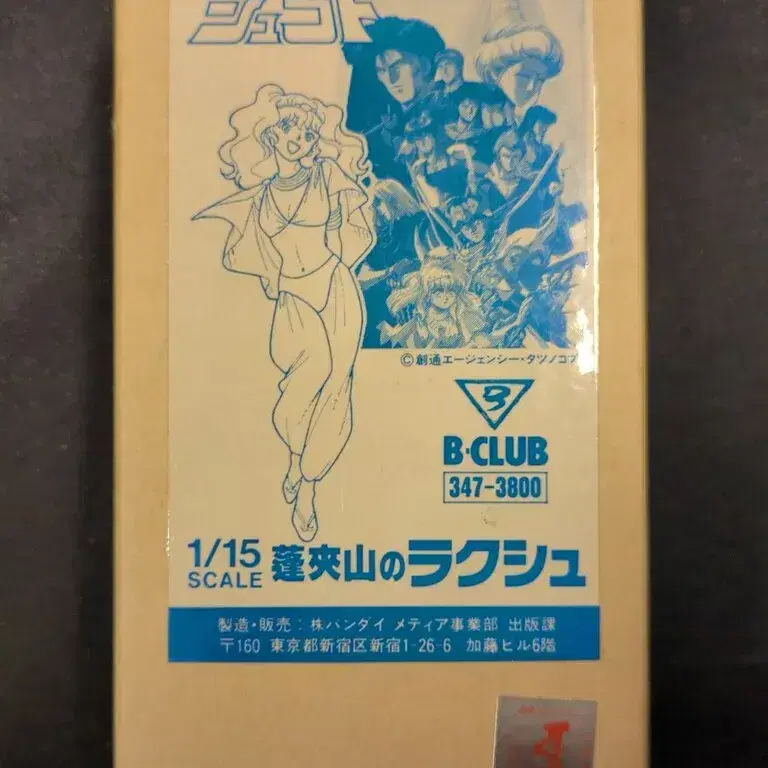 シュラト
©創通エージェンシー・タツノコプ
B
B-CLUB
347-3800
1/15
SCALE
蓬夾山のラクシュ
製造・販売：株バンダイ メディア事業部 出版課
〒160 東京都新宿区新宿1-26-6 加藤ヒル6階